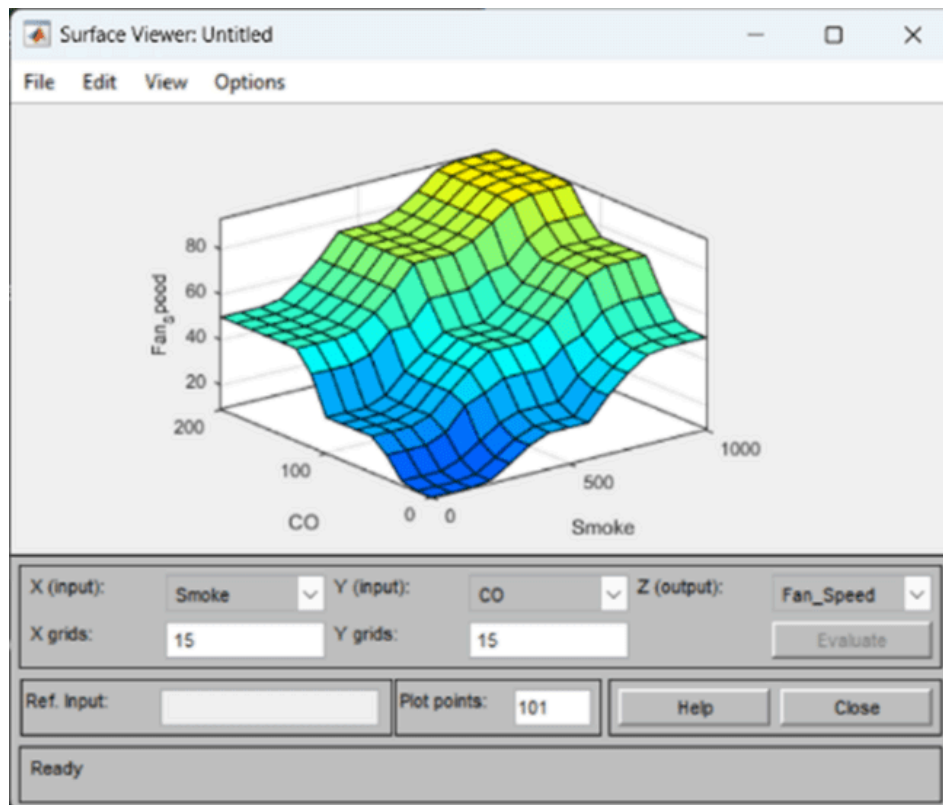 Surface Viewer: Untitled
File Edit View Options
80
60
40
20
Fan_speed
200
100
0
CO
0
500
1000
Smoke
X (input): Smoke Y (input): CO Z (output): Fan_Speed
X grids: 15 Y grids: 15 Evaluate
Ref. Input: Plot points: 101 Help Close
Ready